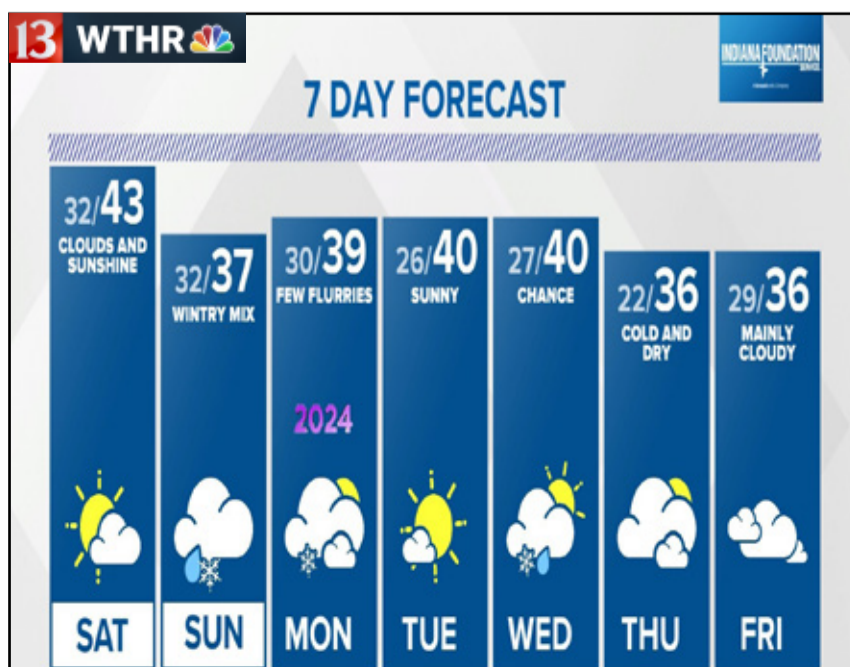 13 WTHR
INDIANA FOUNDATION
SERVICE
7 DAY FORECAST
32/43
CLOUDS AND
SUNSHINE
SAT
32/37
WINTRY MIX
SUN
30/39
FEW FLURRIES
2024
MON
26/40
SUNNY
TUE
27/40
CHANCE
WED
22/36
COLD AND
DRY
THU
29/36
MAINLY
CLOUDY
FRI